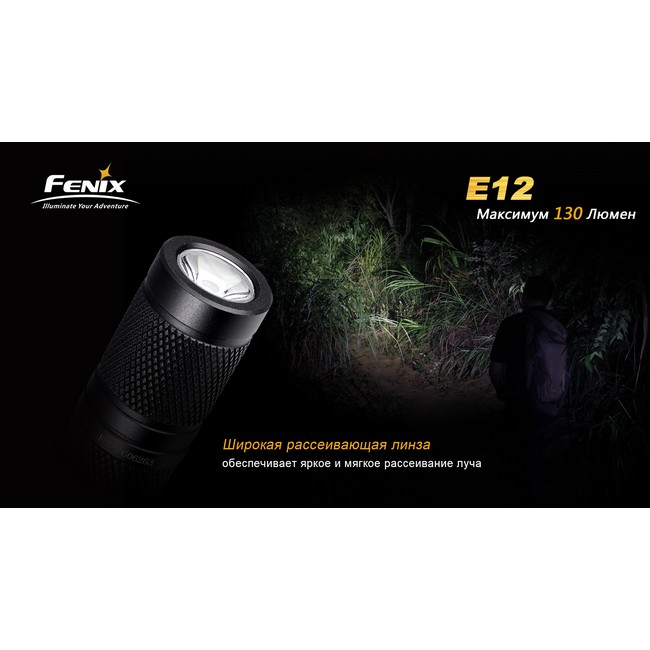 FENIX
Illuminate Your Adventure
E12
Максимум 130 Люмен
Широкая рассеивающая линза
обеспечивает яркое и мягкое рассеивание луча